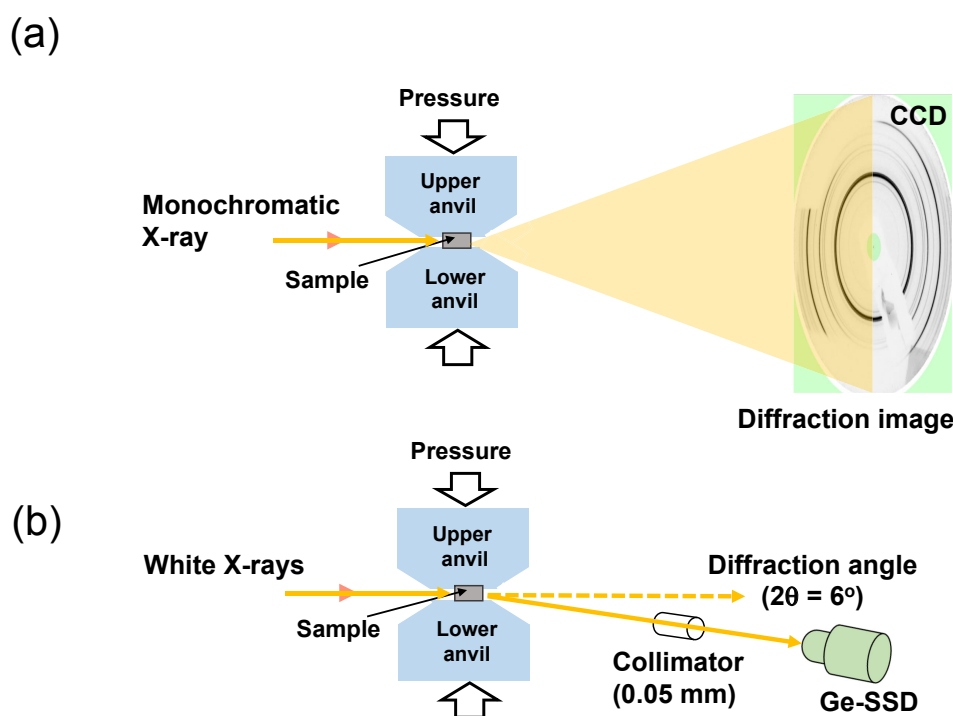 (a)
Pressure
CCD
Upper
anvil
Monochromatic
X-ray
Sample
Lower
anvil
Diffraction image
Pressure
(b)
Upper
anvil
White X-rays
Diffraction angle
(2θ = 6°)
Sample
Lower
anvil
Collimator
(0.05 mm)
Ge-SSD